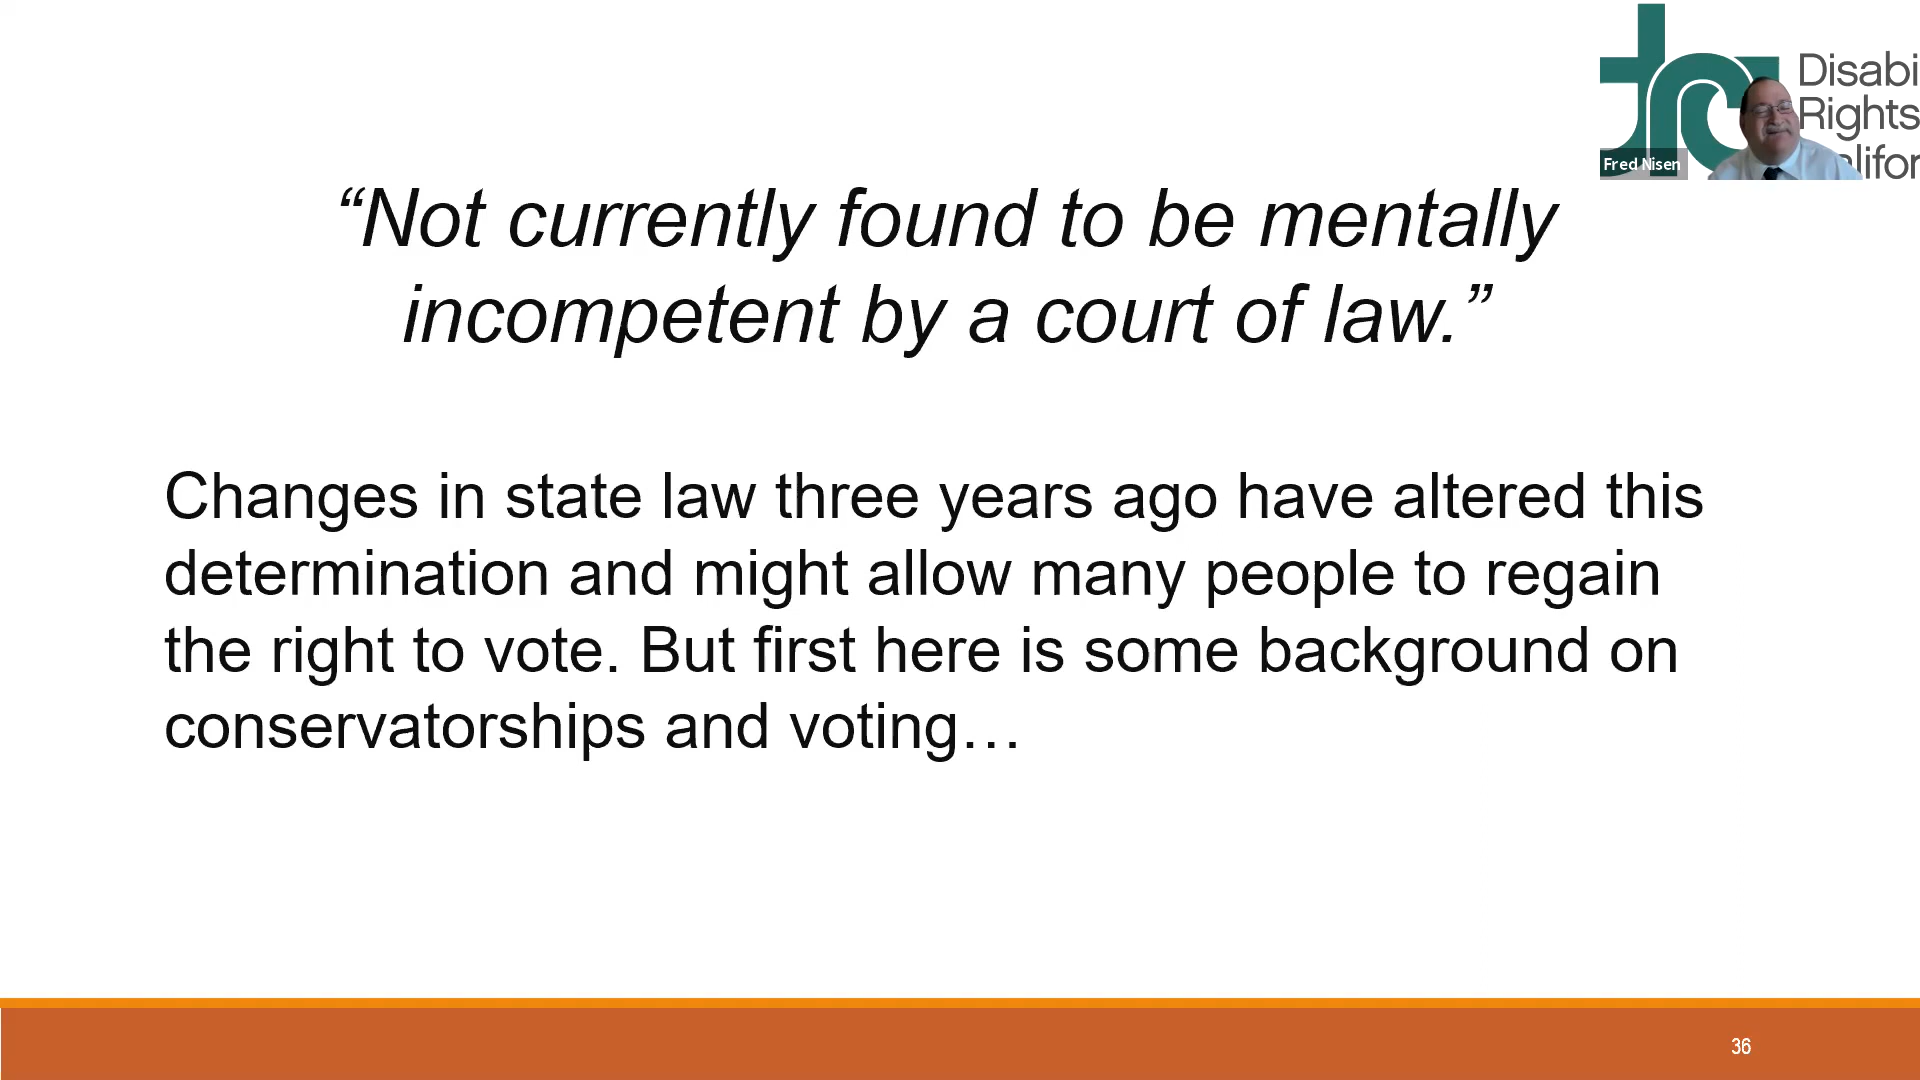 Disabi
Rights
Fred Nisen
lifor
“Not currently found to be mentally
incompetent by a court of law.”
Changes in state law three years ago have altered this
determination and might allow many people to regain
the right to vote. But first here is some background on
conservatorships and voting…
36